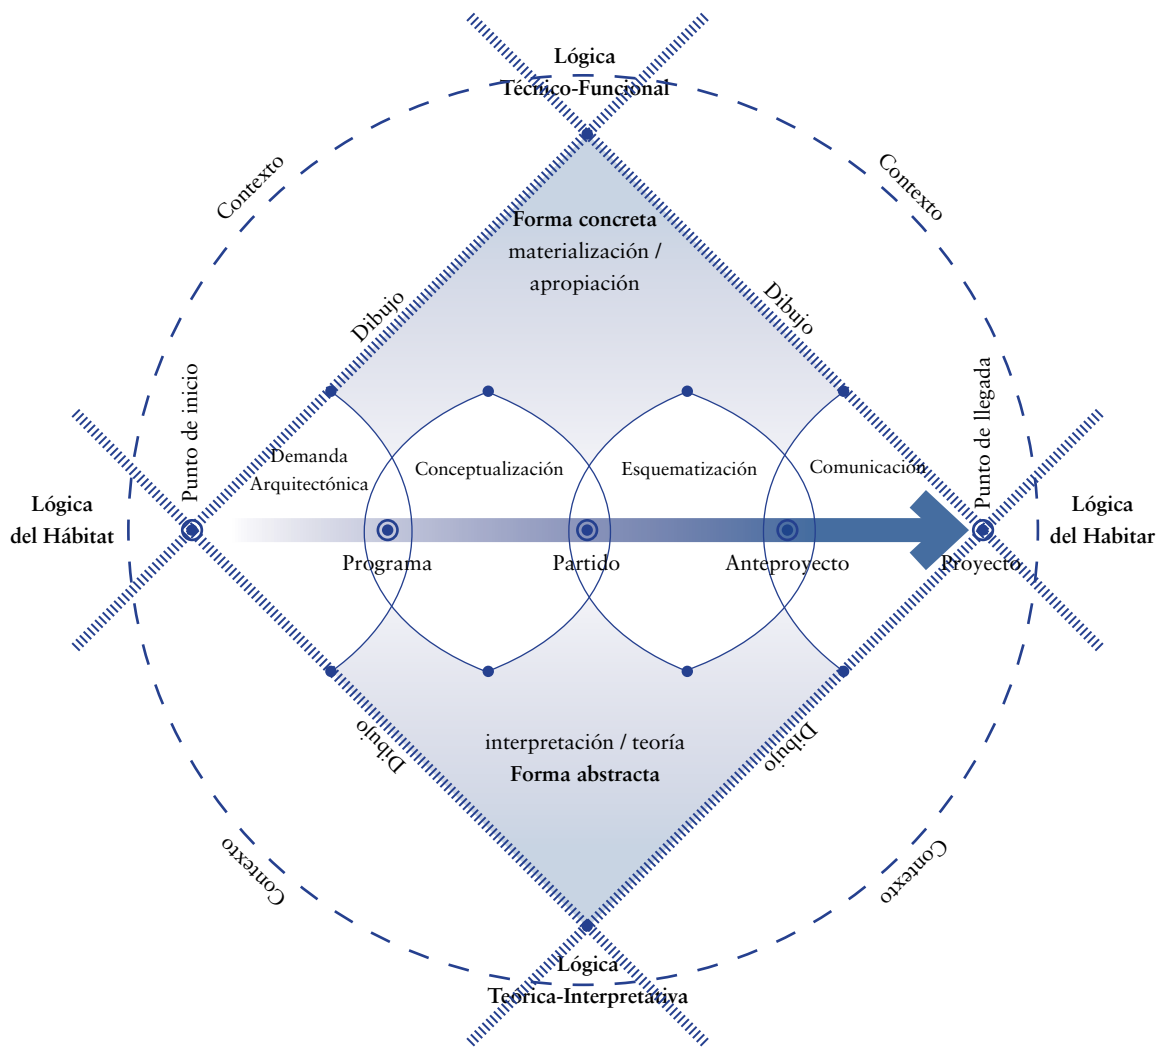 Lógica
Técnico-Funcional
Contexto
Contexto
Forma concreta
materialización /
apropiación
Dibujo
Dibujo
Punto de inicio
Punto de llegada
Demanda
Arquitectónica
Conceptualización
Esquematización
Comunicación
Lógica
del Hábitat
Lógica
del Habitar
Programa
Partido
Anteproyecto
Proyecto
Dibujo
Dibujo
interpretación / teoría
Forma abstracta
Contexto
Contexto
Lógica
Teórica-Interpretativa